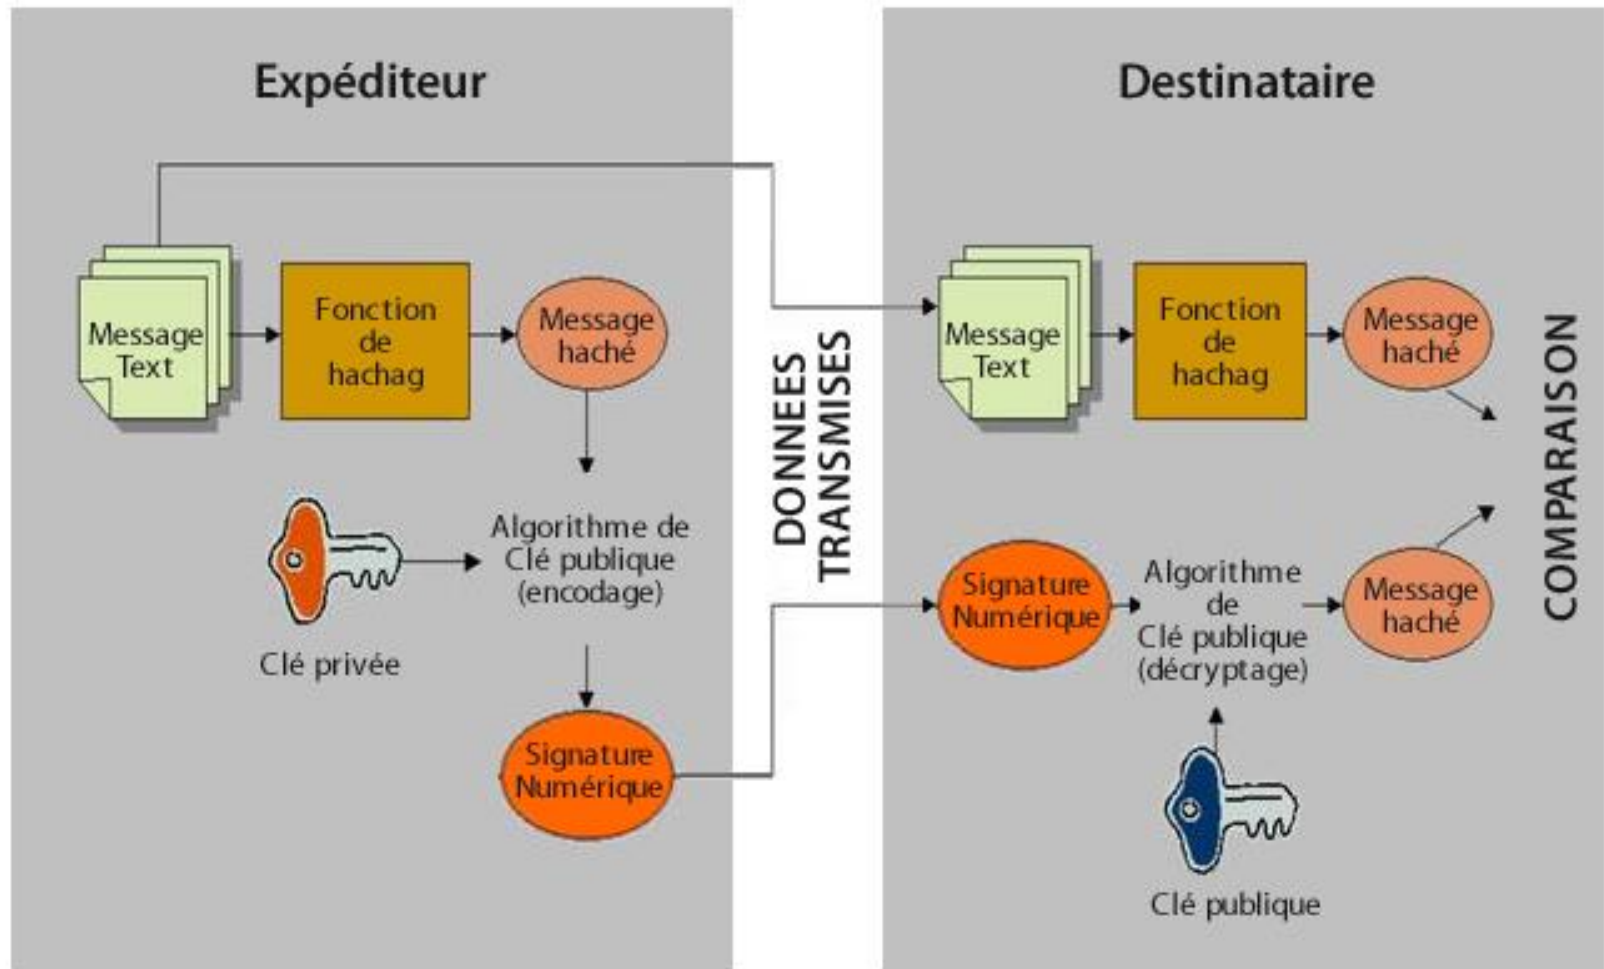 Expéditeur
Message
Text
Fonction
de
hachag
Message
haché
Clé privée
Algorithme de
Clé publique
(encodage)
Signature
Numérique
DONNEES
TRANSMISES
Destinataire
Message
Text
Fonction
de
hachag
Message
haché
Signature
Numérique
Algorithme
de
Clé publique
(décryptage)
Message
haché
Clé publique
COMPARAISON